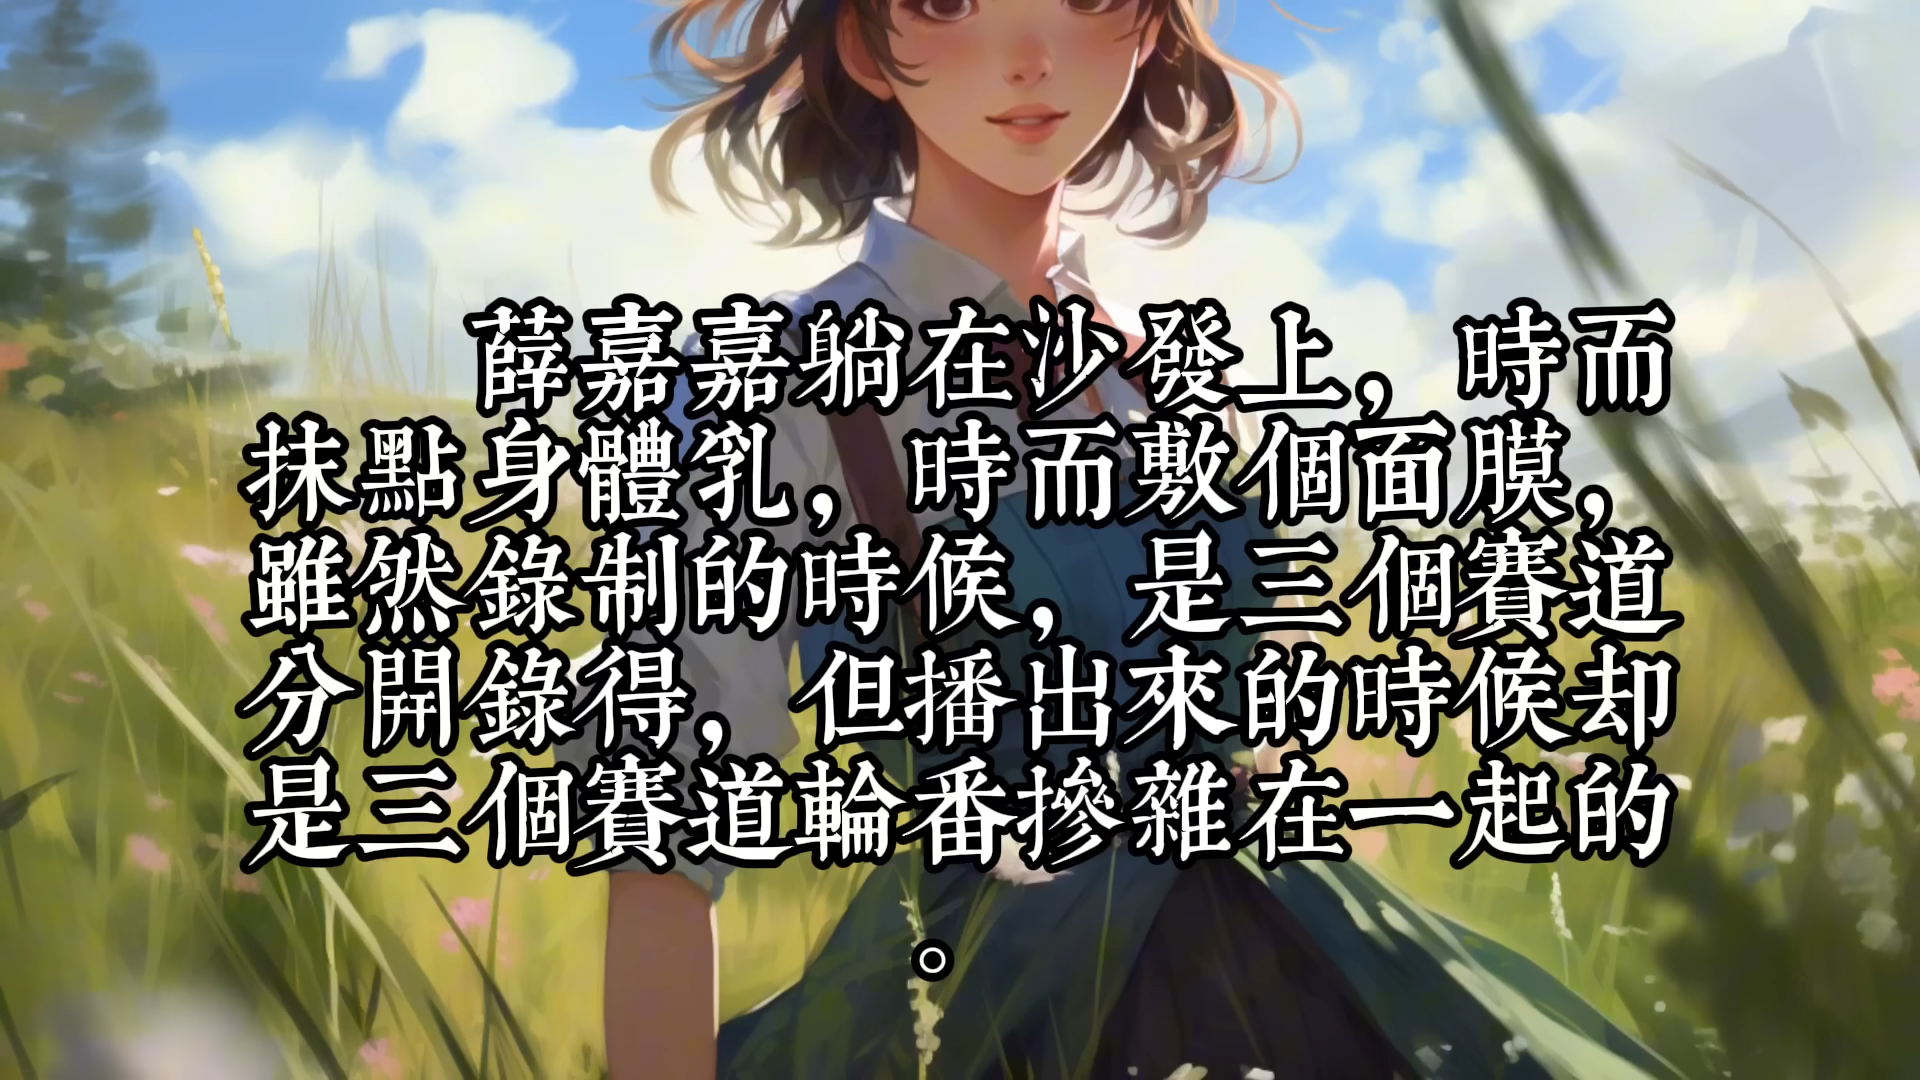 薛嘉嘉躺在沙發上，時而
抹點身體乳，時而敷個面膜，
雖然錄制的時候，是三個賽道
分開錄得，但播出來的時候却
是三個賽道輪番摻雜在一起的
。